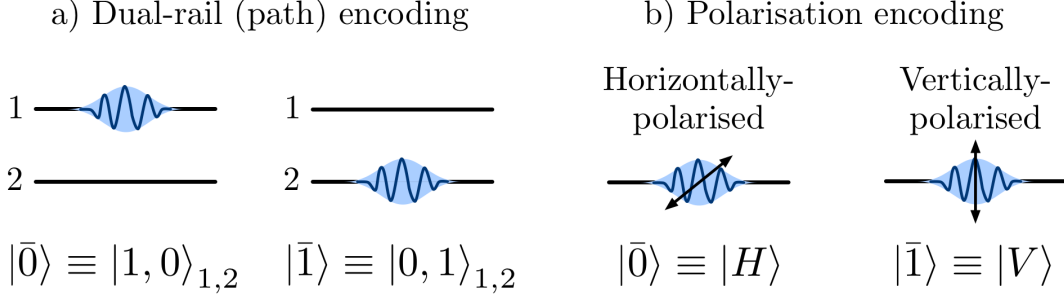 a) Dual-rail (path) encoding
1
2
|0̄⟩ ≡ |1, 0⟩₁,₂
1
2
|1̄⟩ ≡ |0, 1⟩₁,₂
b) Polarisation encoding
Horizontally-
polarised
|0̄⟩ ≡ |H⟩
Vertically-
polarised
|1̄⟩ ≡ |V⟩